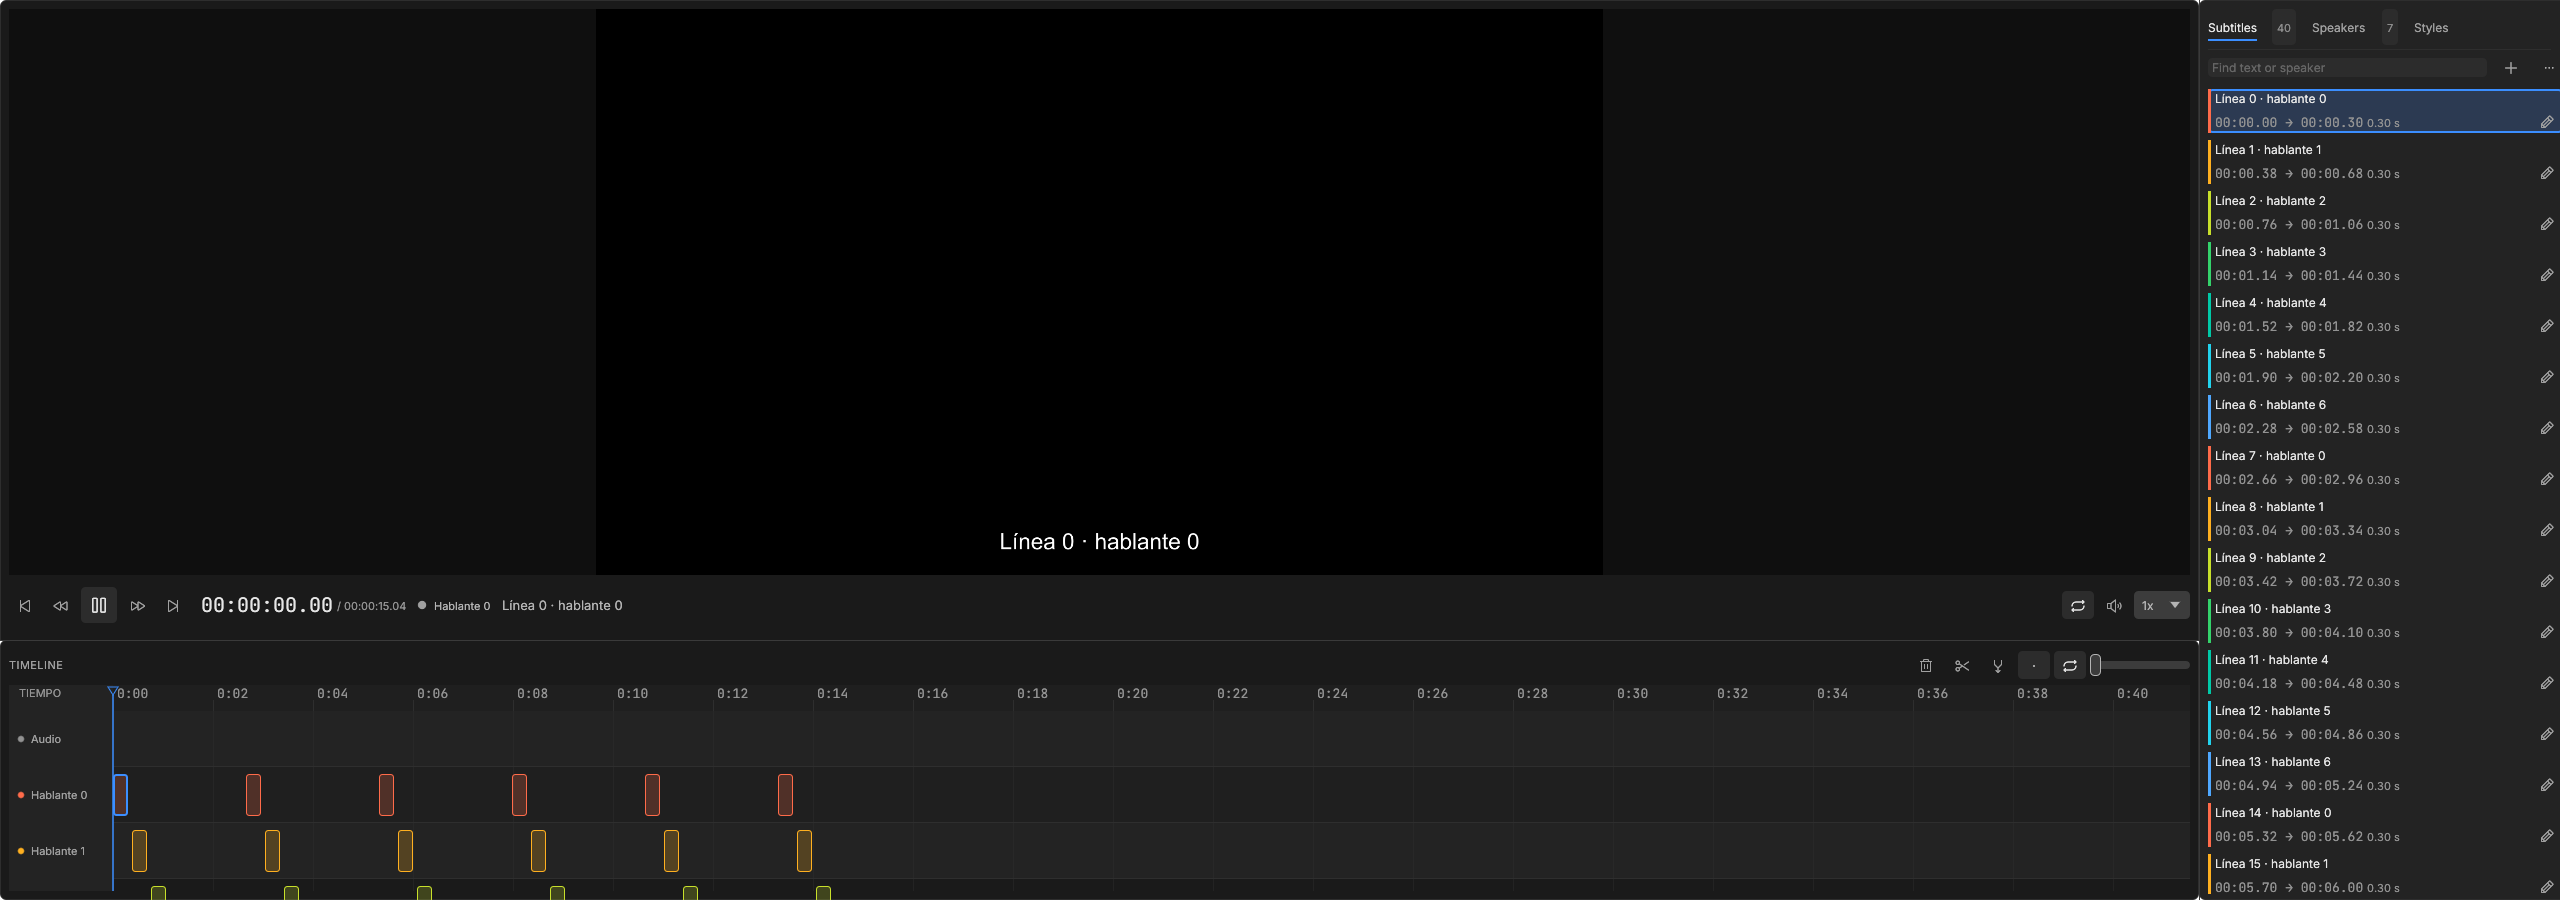 Línea 0 · hablante 0
00:00:00.00 / 00:00:15.04 Hablante 0 Línea 0 · hablante 0
1x
TIMELINE
TIEMPO 0:00 0:02 0:04 0:06 0:08 0:10 0:12 0:14 0:16 0:18 0:20 0:22 0:24 0:26 0:28 0:30 0:32 0:34 0:36 0:38 0:40
Audio
Hablante 0
Hablante 1
Subtitles 40 Speakers 7 Styles
Find text or speaker
Línea 0 · hablante 0
00:00.00 → 00:00.30 0.30 s
Línea 1 · hablante 1
00:00.38 → 00:00.68 0.30 s
Línea 2 · hablante 2
00:00.76 → 00:01.06 0.30 s
Línea 3 · hablante 3
00:01.14 → 00:01.44 0.30 s
Línea 4 · hablante 4
00:01.52 → 00:01.82 0.30 s
Línea 5 · hablante 5
00:01.90 → 00:02.20 0.30 s
Línea 6 · hablante 6
00:02.28 → 00:02.58 0.30 s
Línea 7 · hablante 0
00:02.66 → 00:02.96 0.30 s
Línea 8 · hablante 1
00:03.04 → 00:03.34 0.30 s
Línea 9 · hablante 2
00:03.42 → 00:03.72 0.30 s
Línea 10 · hablante 3
00:03.80 → 00:04.10 0.30 s
Línea 11 · hablante 4
00:04.18 → 00:04.48 0.30 s
Línea 12 · hablante 5
00:04.56 → 00:04.86 0.30 s
Línea 13 · hablante 6
00:04.94 → 00:05.24 0.30 s
Línea 14 · hablante 0
00:05.32 → 00:05.62 0.30 s
Línea 15 · hablante 1
00:05.70 → 00:06.00 0.30 s